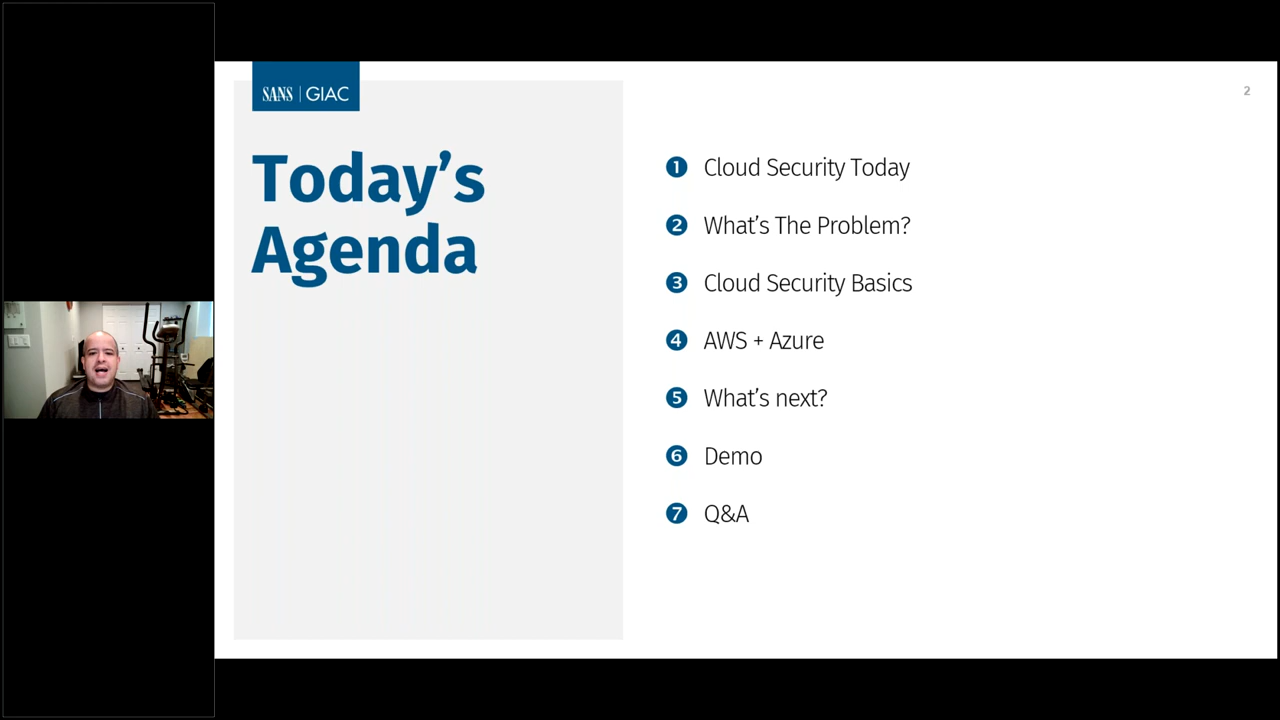 SANS | GIAC
2
Today's
Agenda
1 Cloud Security Today
2 What's The Problem?
3 Cloud Security Basics
4 AWS + Azure
5 What's next?
6 Demo
7 Q&A